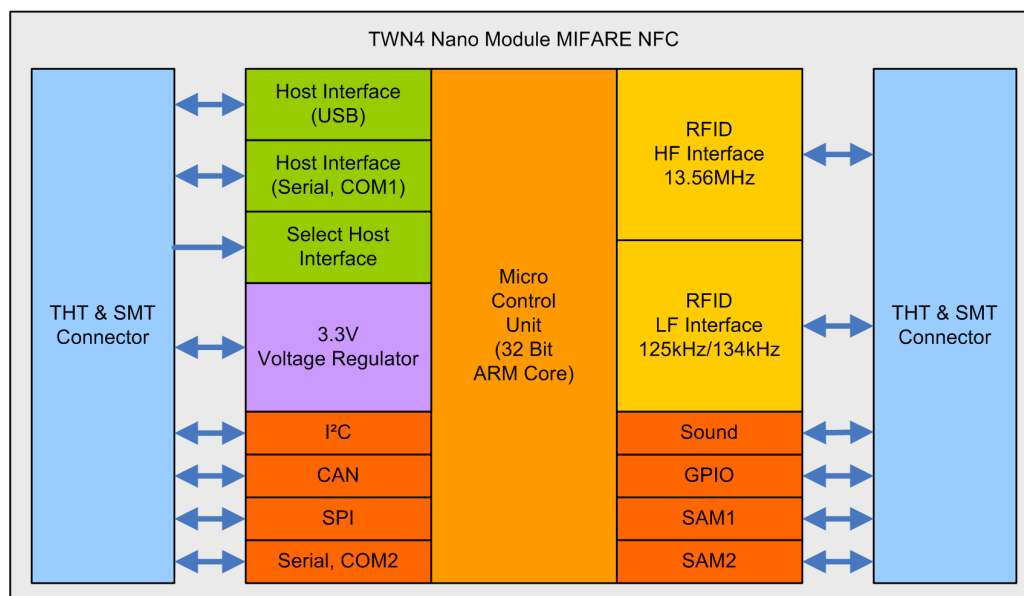 TWN4 Nano Module MIFARE NFC
THT & SMT
Connector
Host Interface
(USB)
Host Interface
(Serial, COM1)
Select Host
Interface
3.3V
Voltage Regulator
I²C
CAN
SPI
Serial, COM2
Micro
Control
Unit
(32 Bit
ARM Core)
RFID
HF Interface
13.56MHz
RFID
LF Interface
125kHz/134kHz
Sound
GPIO
SAM1
SAM2
THT & SMT
Connector